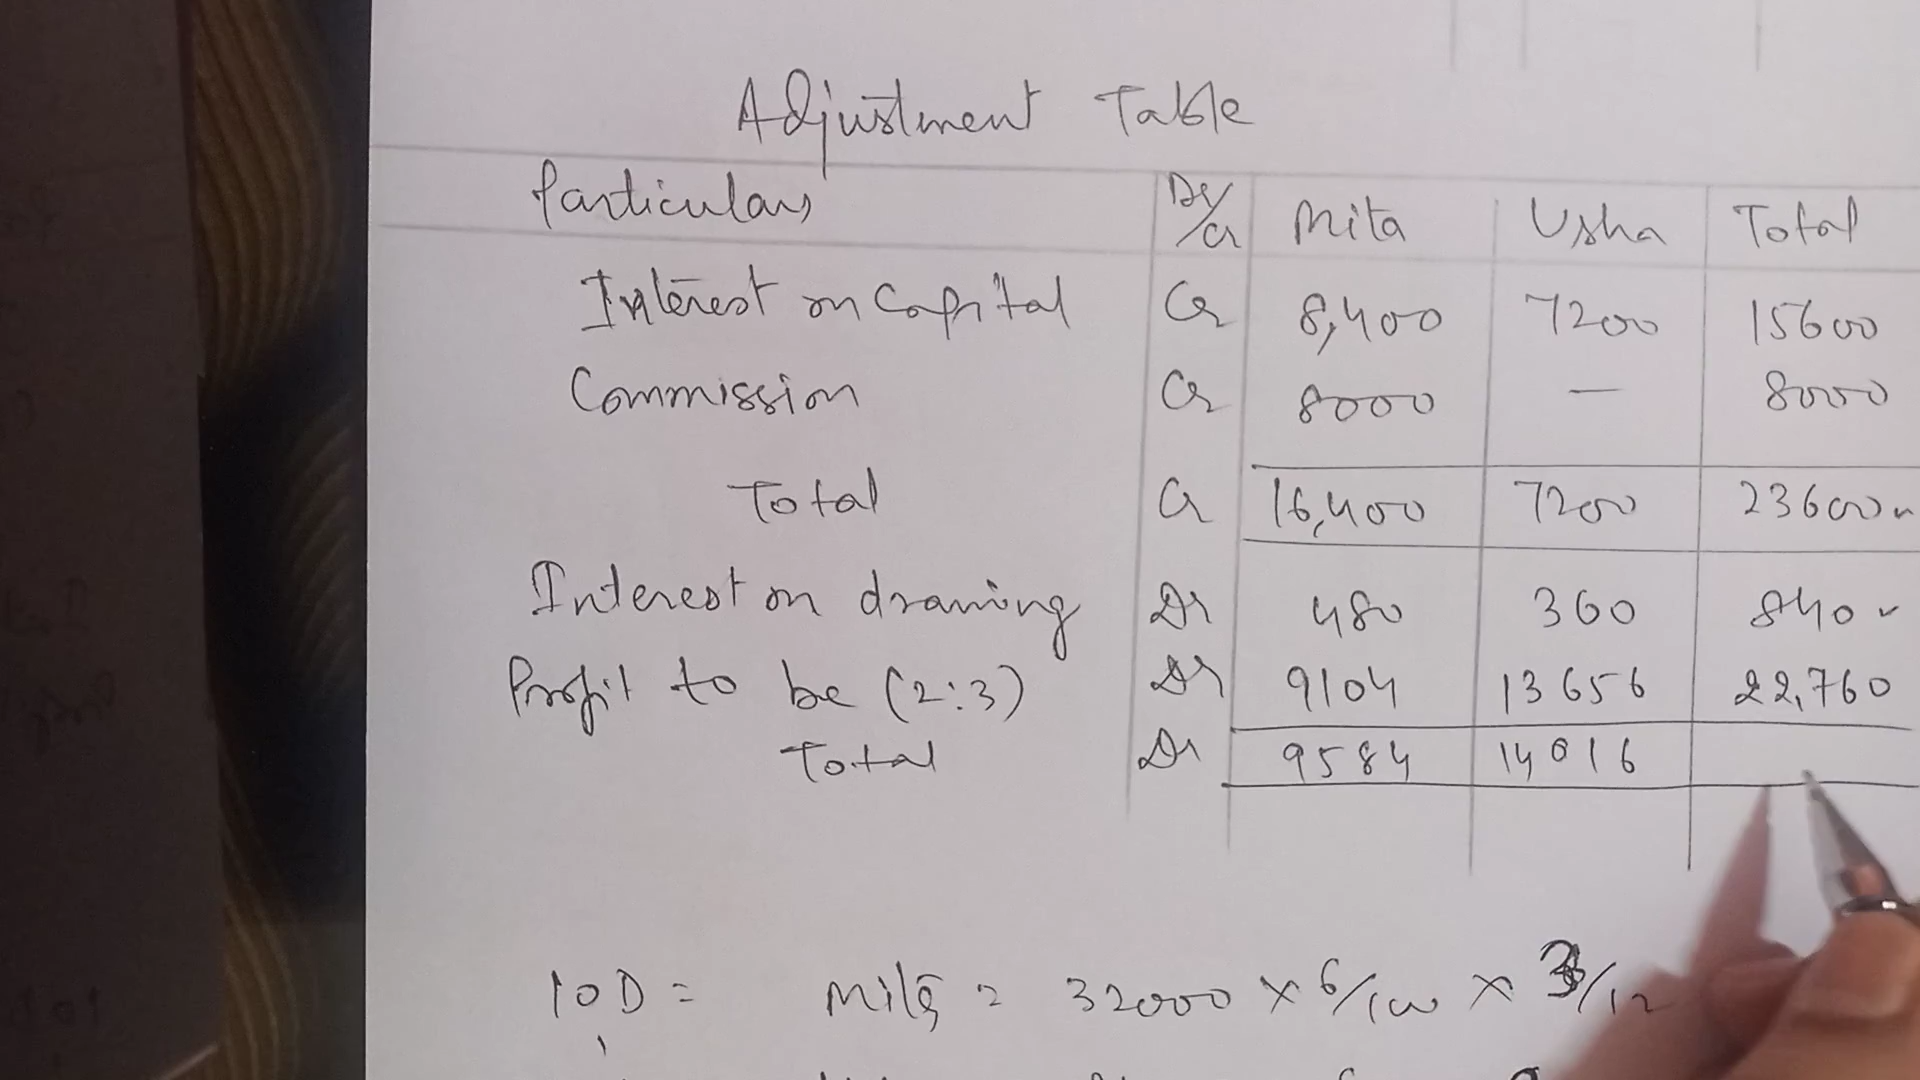 Adjustment Table
Particulars Dr/Cr Mita Usha Total
Interest on Capital Cr 8,400 7200 15600
Commission Cr 8000 — 8000
Total Cr 16,400 7200 23600
Interest on drawing Dr 480 360 840
Profit to be (2:3) Dr 9104 13656 22,760
Total Dr 9584 14016
IOD = Mita = 32000 × 6/100 × 3/12